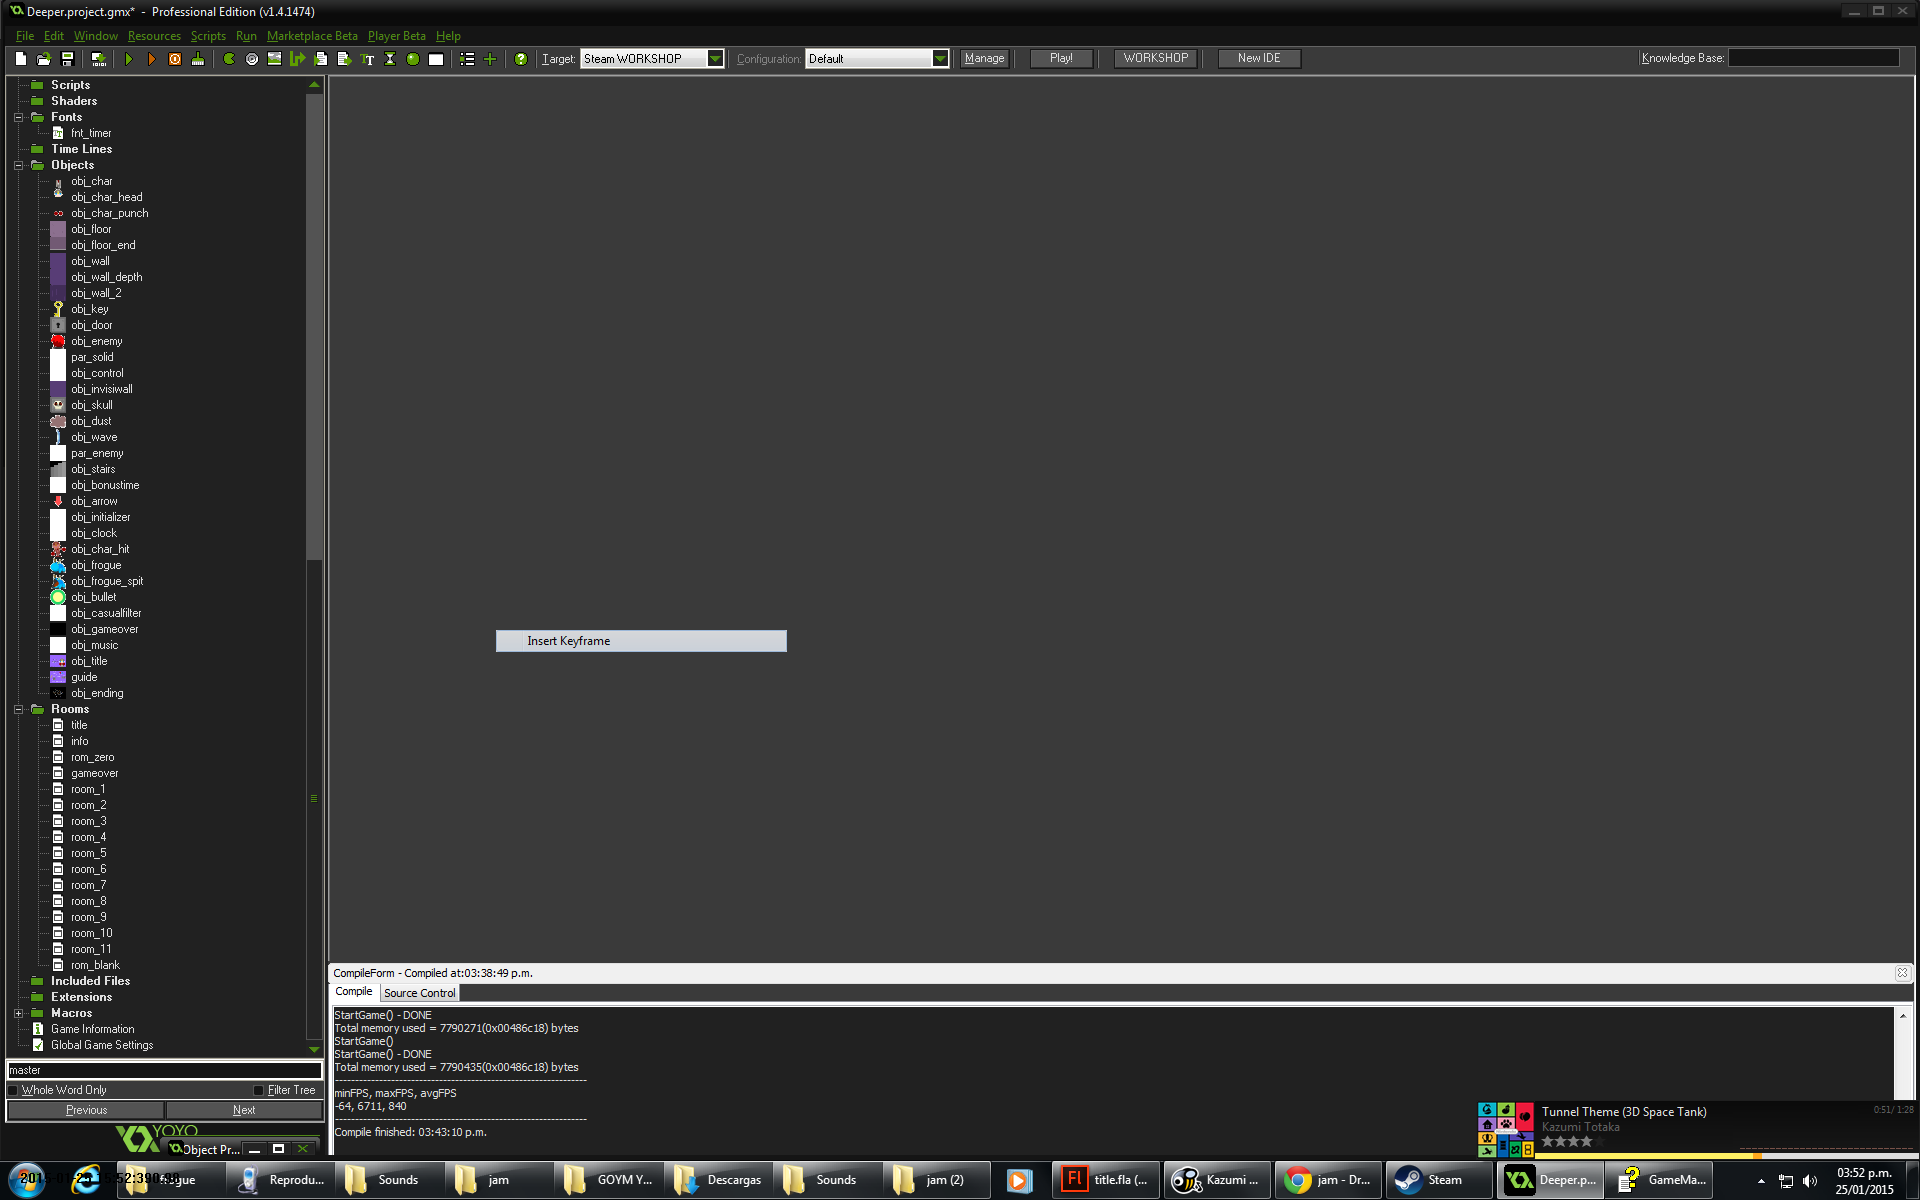 Deeper.project.gmx* - Professional Edition (v1.4.1474)
File Edit Window Resources Scripts Run Marketplace Beta Player Beta Help
Target: Steam WORKSHOP Configuration: Default Manage Play! WORKSHOP New IDE Knowledge Base:
Scripts
Shaders
Fonts
fnt_timer
Time Lines
Objects
obj_char
obj_char_head
obj_char_punch
obj_floor
obj_floor_end
obj_wall
obj_wall_depth
obj_wall_2
obj_key
obj_door
obj_enemy
par_solid
obj_control
obj_invisiwall
obj_skull
obj_dust
obj_wave
par_enemy
obj_stairs
obj_bonustime
obj_arrow
obj_initializer
obj_clock
obj_char_hit
obj_frogue
obj_frogue_spit
obj_bullet
obj_casualfilter
obj_gameover
obj_music
obj_title
guide
obj_ending
Rooms
title
info
rom_zero
gameover
room_1
room_2
room_3
room_4
room_5
room_6
room_7
room_8
room_9
room_10
room_11
rom_blank
Included Files
Extensions
Macros
Game Information
Global Game Settings
master
Whole Word Only Filter Tree
Previous Next
YOYO
Object Pr...
Insert Keyframe
CompileForm - Compiled at:03:38:49 p.m.
Compile Source Control
StartGame() - DONE
Total memory used = 7790271(0x00486c18) bytes
StartGame()
StartGame() - DONE
Total memory used = 7790435(0x00486c18) bytes
minFPS, maxFPS, avgFPS
-64, 6711, 840
Compile finished: 03:43:10 p.m.
Tunnel Theme (3D Space Tank) 0:51/ 1:28
Kazumi Totaka
Reprodu... Sounds jam GOYM Y... Descargas Sounds jam (2) Fl title.fla (... Kazumi ... jam - Dr... Steam Deeper.p... GameMa...
03:52 p.m.
25/01/2015